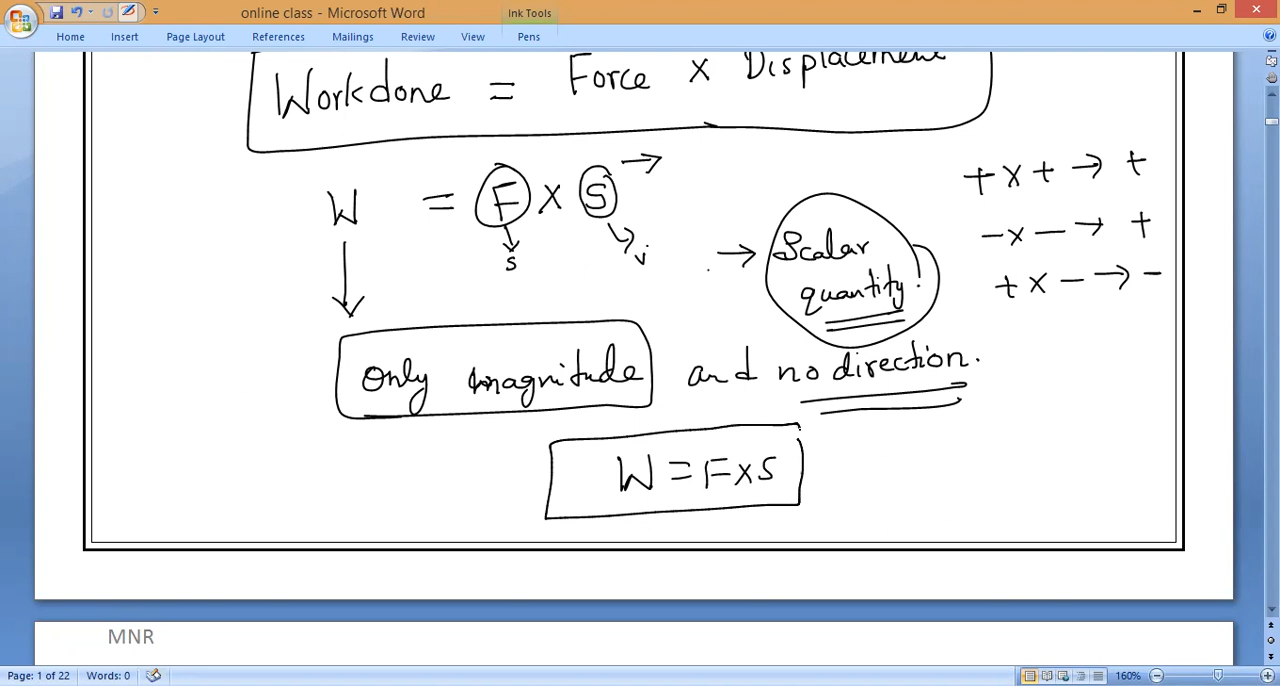 online class - Microsoft Word
Ink Tools
Home Insert Page Layout References Mailings Review View Pens
Workdone = Force x Displacement
W = F x S →
s v
+ x + → +
- x - → +
+ x - → -
→ Scalar
quantity
Only magnitude and no direction.
W = F x S
MNR
Page: 1 of 22 Words: 0 160%